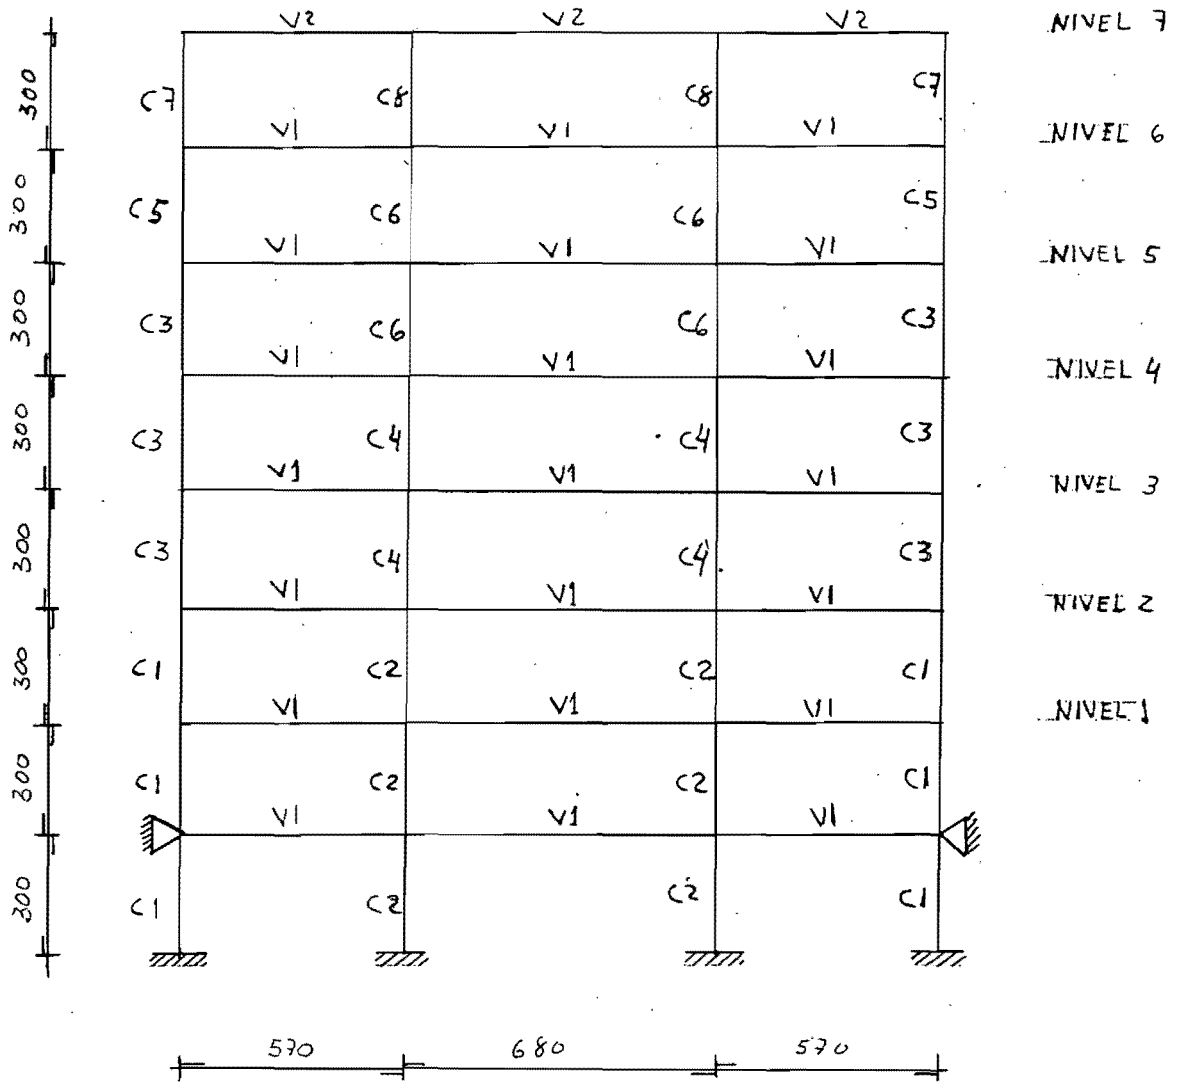 V2 V2 V2 NIVEL 7
300 C7 C8 C8 C7
V1 V1 V1 NIVEL 6
300 C5 C6 C6 C5
V1 V1 V1 NIVEL 5
300 C3 C6 C6 C3
V1 V1 V1 NIVEL 4
300 C3 C4 C4 C3
V1 V1 V1 NIVEL 3
300 C3 C4 C4 C3
V1 V1 V1 NIVEL 2
300 C1 C2 C2 C1
V1 V1 V1 NIVEL 1
300 C1 C2 C2 C1
V1 V1 V1
300 C1 C2 C2 C1
570 680 570